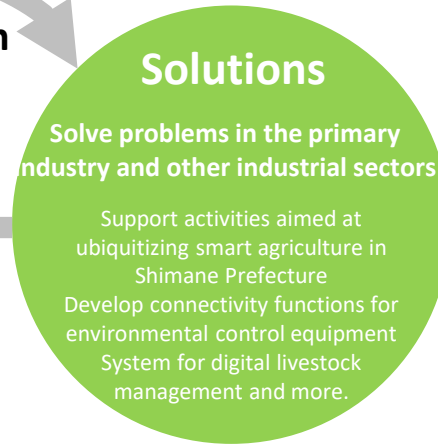 n
Solutions
Solve problems in the primary
industry and other industrial sectors
Support activities aimed at
ubiquitizing smart agriculture in
Shimane Prefecture
Develop connectivity functions for
environmental control equipment
System for digital livestock
management and more.